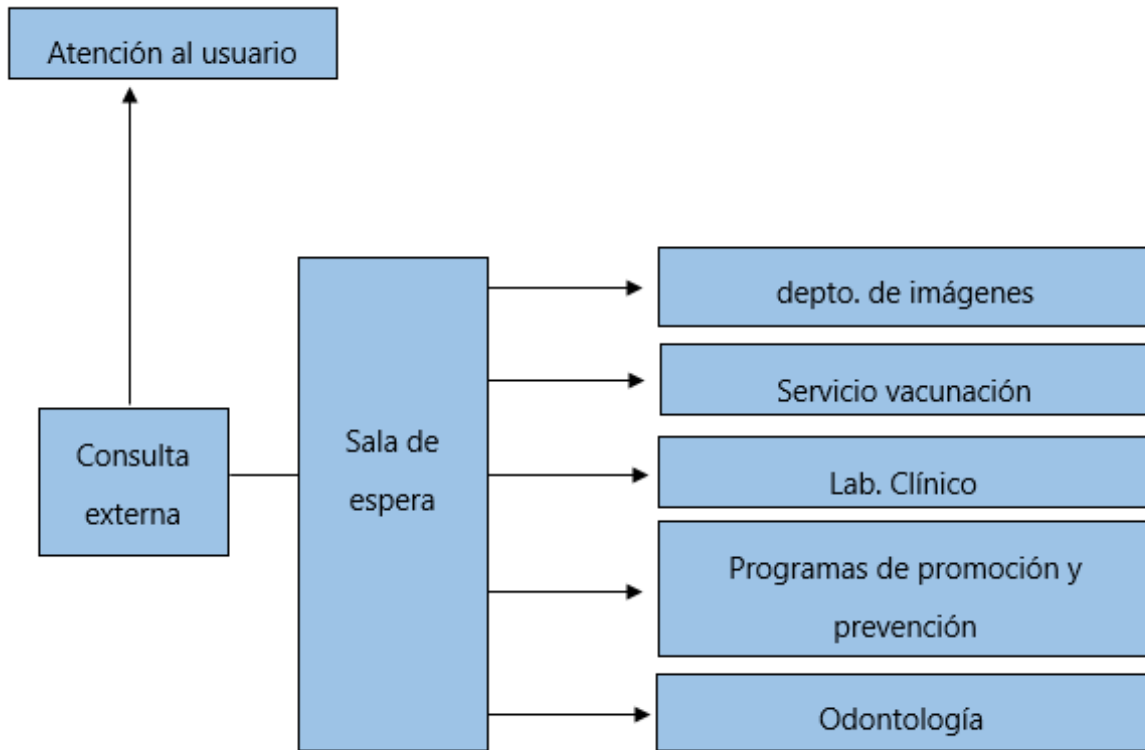 Atención al usuario
depto. de imágenes
Servicio vacunación
Consulta
externa
Sala de
espera
Lab. Clínico
Programas de promoción y
prevención
Odontología